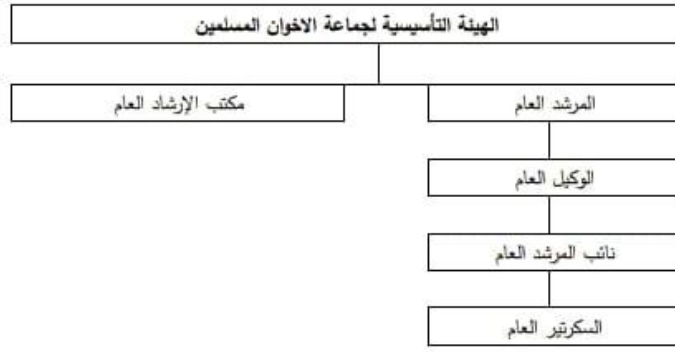 الهيئة التأسيسية لجماعة الاخوان المسلمين
المرشد العام
مكتب الإرشاد العام
الوكيل العام
نائب المرشد العام
السكرتير العام